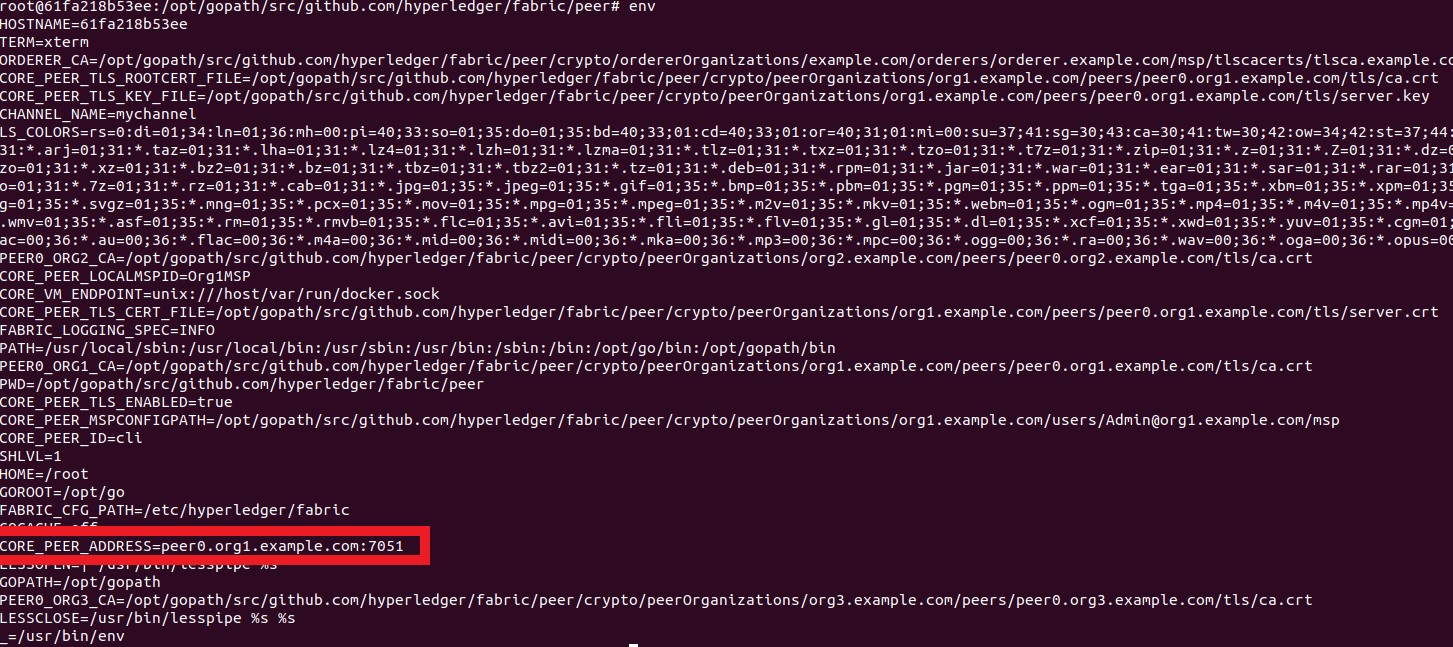 root@61fa218b53ee:/opt/gopath/src/github.com/hyperledger/fabric/peer# env
HOSTNAME=61fa218b53ee
TERM=xterm
ORDERER_CA=/opt/gopath/src/github.com/hyperledger/fabric/peer/crypto/ordererOrganizations/example.com/orderers/orderer.example.com/msp/tlscacerts/tlsca.example.co
CORE_PEER_TLS_ROOTCERT_FILE=/opt/gopath/src/github.com/hyperledger/fabric/peer/crypto/peerOrganizations/org1.example.com/peers/peer0.org1.example.com/tls/ca.crt
CORE_PEER_TLS_KEY_FILE=/opt/gopath/src/github.com/hyperledger/fabric/peer/crypto/peerOrganizations/org1.example.com/peers/peer0.org1.example.com/tls/server.key
CHANNEL_NAME=mychannel
LS_COLORS=rs=0:di=01;34:ln=01;36:mh=00:pi=40;33:so=01;35:do=01;35:bd=40;33;01:cd=40;33;01:or=40;31;01:mi=00:su=37;41:sg=30;43:ca=30;41:tw=30;42:ow=34;42:st=37;44:
31:*.arj=01;31:*.taz=01;31:*.lha=01;31:*.lz4=01;31:*.lzh=01;31:*.lzma=01;31:*.tlz=01;31:*.txz=01;31:*.tzo=01;31:*.t7z=01;31:*.zip=01;31:*.z=01;31:*.Z=01;31:*.dz=0
zo=01;31:*.xz=01;31:*.bz2=01;31:*.bz=01;31:*.tbz=01;31:*.tbz2=01;31:*.tz=01;31:*.deb=01;31:*.rpm=01;31:*.jar=01;31:*.war=01;31:*.ear=01;31:*.sar=01;31:*.rar=01;31
o=01;31:*.7z=01;31:*.rz=01;31:*.cab=01;31:*.jpg=01;35:*.jpeg=01;35:*.gif=01;35:*.bmp=01;35:*.pbm=01;35:*.pgm=01;35:*.ppm=01;35:*.tga=01;35:*.xbm=01;35:*.xpm=01;35
g=01;35:*.svgz=01;35:*.mng=01;35:*.pcx=01;35:*.mov=01;35:*.mpg=01;35:*.mpeg=01;35:*.m2v=01;35:*.mkv=01;35:*.webm=01;35:*.ogm=01;35:*.mp4=01;35:*.m4v=01;35:*.mp4v=
.wmv=01;35:*.asf=01;35:*.rm=01;35:*.rmvb=01;35:*.flc=01;35:*.avi=01;35:*.fli=01;35:*.flv=01;35:*.gl=01;35:*.dl=01;35:*.xcf=01;35:*.xwd=01;35:*.yuv=01;35:*.cgm=01;
ac=00;36:*.au=00;36:*.flac=00;36:*.m4a=00;36:*.mid=00;36:*.midi=00;36:*.mka=00;36:*.mp3=00;36:*.mpc=00;36:*.ogg=00;36:*.ra=00;36:*.wav=00;36:*.oga=00;36:*.opus=00
PEER0_ORG2_CA=/opt/gopath/src/github.com/hyperledger/fabric/peer/crypto/peerOrganizations/org2.example.com/peers/peer0.org2.example.com/tls/ca.crt
CORE_PEER_LOCALMSPID=Org1MSP
CORE_VM_ENDPOINT=unix:///host/var/run/docker.sock
CORE_PEER_TLS_CERT_FILE=/opt/gopath/src/github.com/hyperledger/fabric/peer/crypto/peerOrganizations/org1.example.com/peers/peer0.org1.example.com/tls/server.crt
FABRIC_LOGGING_SPEC=INFO
PATH=/usr/local/sbin:/usr/local/bin:/usr/sbin:/usr/bin:/sbin:/bin:/opt/go/bin:/opt/gopath/bin
PEER0_ORG1_CA=/opt/gopath/src/github.com/hyperledger/fabric/peer/crypto/peerOrganizations/org1.example.com/peers/peer0.org1.example.com/tls/ca.crt
PWD=/opt/gopath/src/github.com/hyperledger/fabric/peer
CORE_PEER_TLS_ENABLED=true
CORE_PEER_MSPCONFIGPATH=/opt/gopath/src/github.com/hyperledger/fabric/peer/crypto/peerOrganizations/org1.example.com/users/Admin@org1.example.com/msp
CORE_PEER_ID=cli
SHLVL=1
HOME=/root
GOROOT=/opt/go
FABRIC_CFG_PATH=/etc/hyperledger/fabric
GOCACHE=off
CORE_PEER_ADDRESS=peer0.org1.example.com:7051
LESSOPEN=| /usr/bin/lesspipe %s
GOPATH=/opt/gopath
PEER0_ORG3_CA=/opt/gopath/src/github.com/hyperledger/fabric/peer/crypto/peerOrganizations/org3.example.com/peers/peer0.org3.example.com/tls/ca.crt
LESSCLOSE=/usr/bin/lesspipe %s %s
_=/usr/bin/env